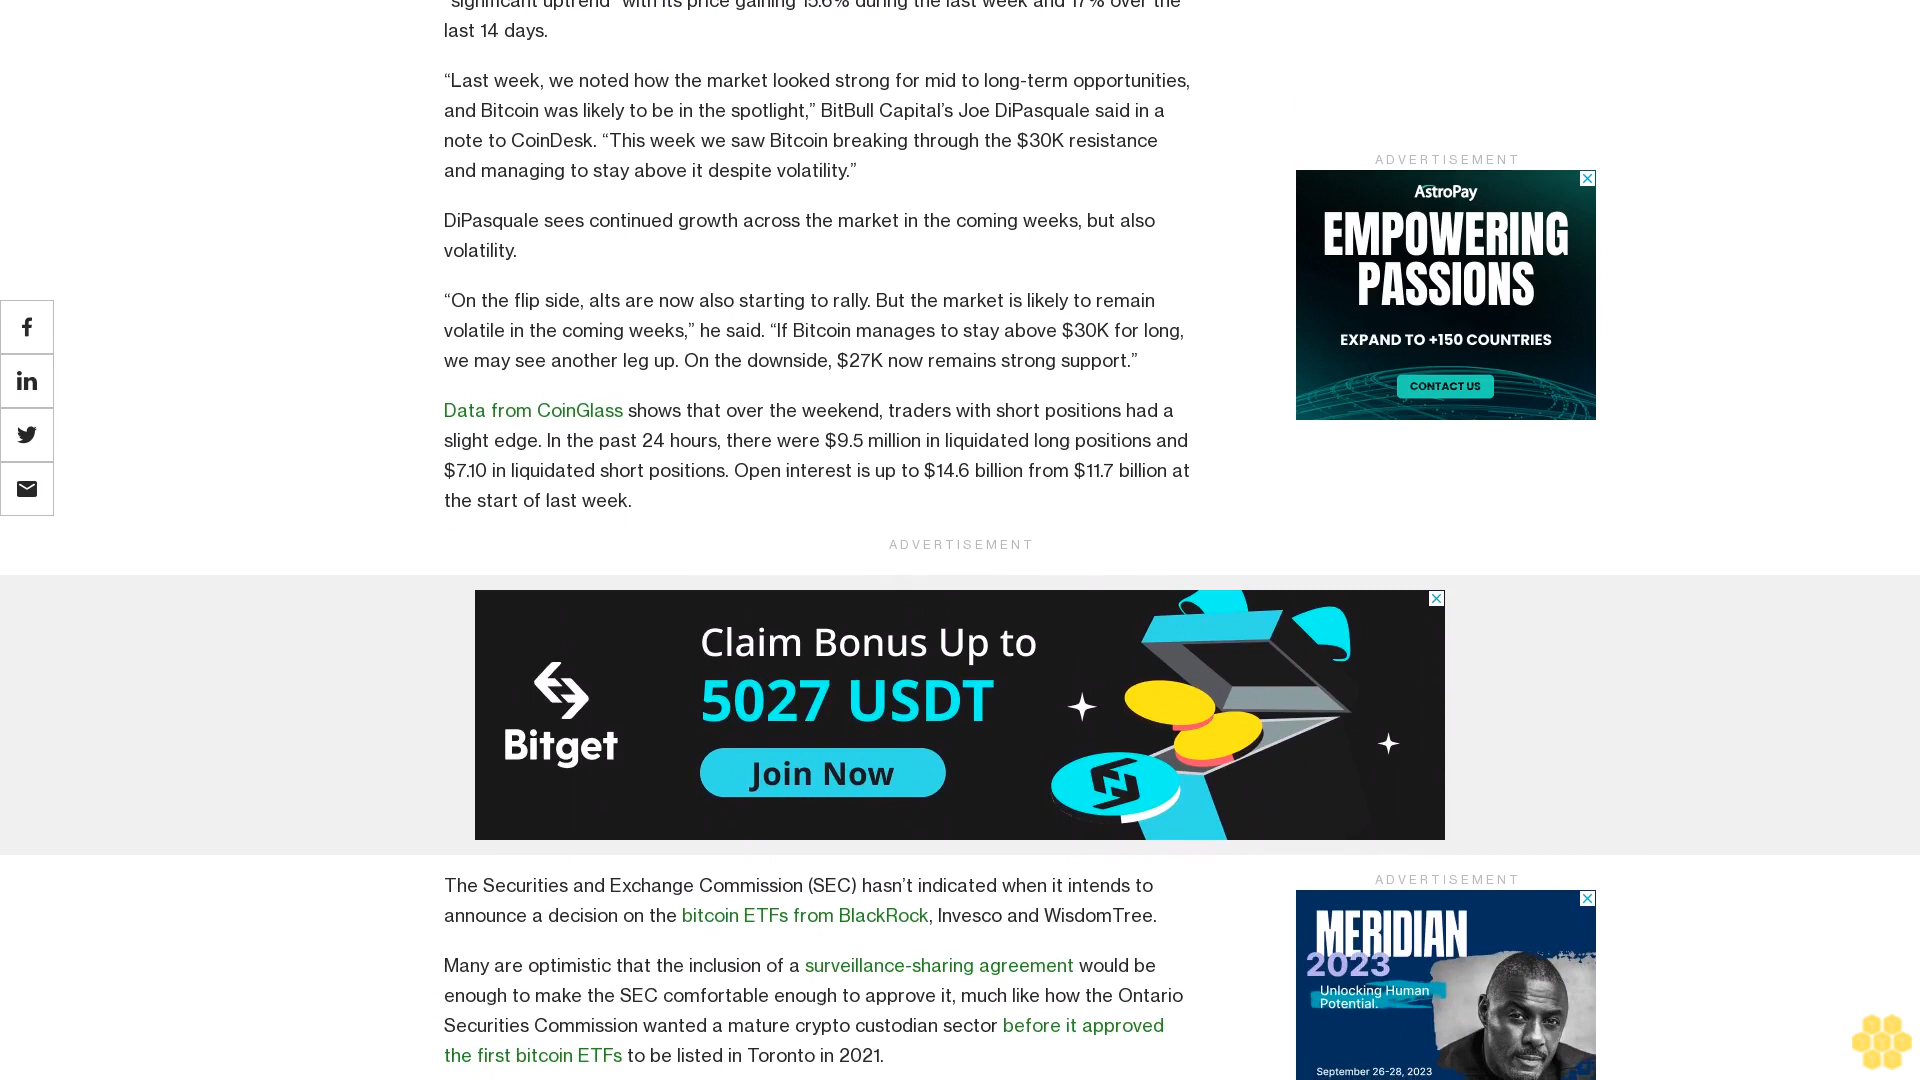 "significant uptrend" with its price gaining 15.6% during the last week and 17% over the
last 14 days.
“Last week, we noted how the market looked strong for mid to long-term opportunities,
and Bitcoin was likely to be in the spotlight,” BitBull Capital’s Joe DiPasquale said in a
note to CoinDesk. “This week we saw Bitcoin breaking through the $30K resistance
and managing to stay above it despite volatility.”
DiPasquale sees continued growth across the market in the coming weeks, but also
volatility.
“On the flip side, alts are now also starting to rally. But the market is likely to remain
volatile in the coming weeks,” he said. “If Bitcoin manages to stay above $30K for long,
we may see another leg up. On the downside, $27K now remains strong support.”
Data from CoinGlass shows that over the weekend, traders with short positions had a
slight edge. In the past 24 hours, there were $9.5 million in liquidated long positions and
$7.10 in liquidated short positions. Open interest is up to $14.6 billion from $11.7 billion at
the start of last week.
ADVERTISEMENT
AstroPay
EMPOWERING
PASSIONS
EXPAND TO +150 COUNTRIES
CONTACT US
ADVERTISEMENT
Bitget
Claim Bonus Up to
5027 USDT
Join Now
The Securities and Exchange Commission (SEC) hasn’t indicated when it intends to
announce a decision on the bitcoin ETFs from BlackRock, Invesco and WisdomTree.
Many are optimistic that the inclusion of a surveillance-sharing agreement would be
enough to make the SEC comfortable enough to approve it, much like how the Ontario
Securities Commission wanted a mature crypto custodian sector before it approved
the first bitcoin ETFs to be listed in Toronto in 2021.
ADVERTISEMENT
MERIDIAN
2023
Unlocking Human
Potential.
September 26-28, 2023